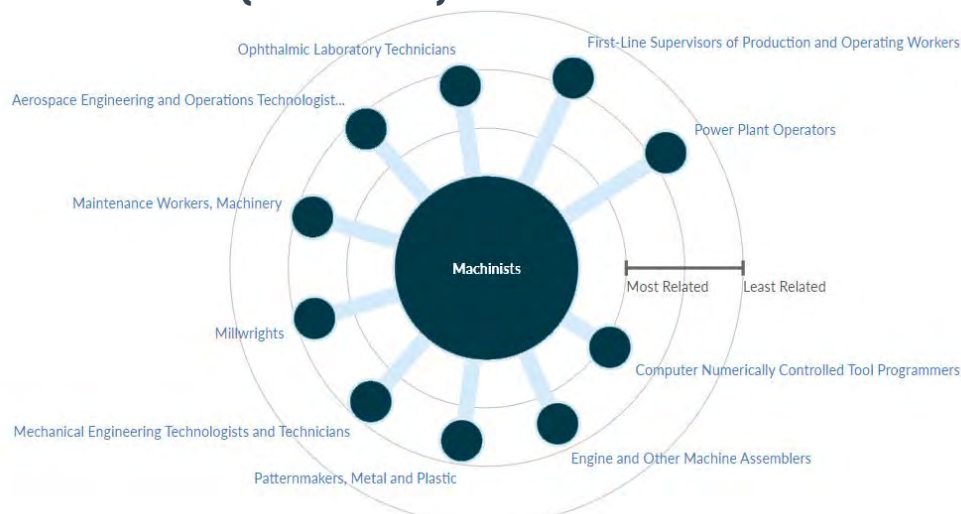 Ophthalmic Laboratory Technicians
First-Line Supervisors of Production and Operating Workers
Aerospace Engineering and Operations Technologist...
Power Plant Operators
Maintenance Workers, Machinery
Machinists
Most Related
Least Related
Millwrights
Computer Numerically Controlled Tool Programmers
Mechanical Engineering Technologists and Technicians
Engine and Other Machine Assemblers
Patternmakers, Metal and Plastic